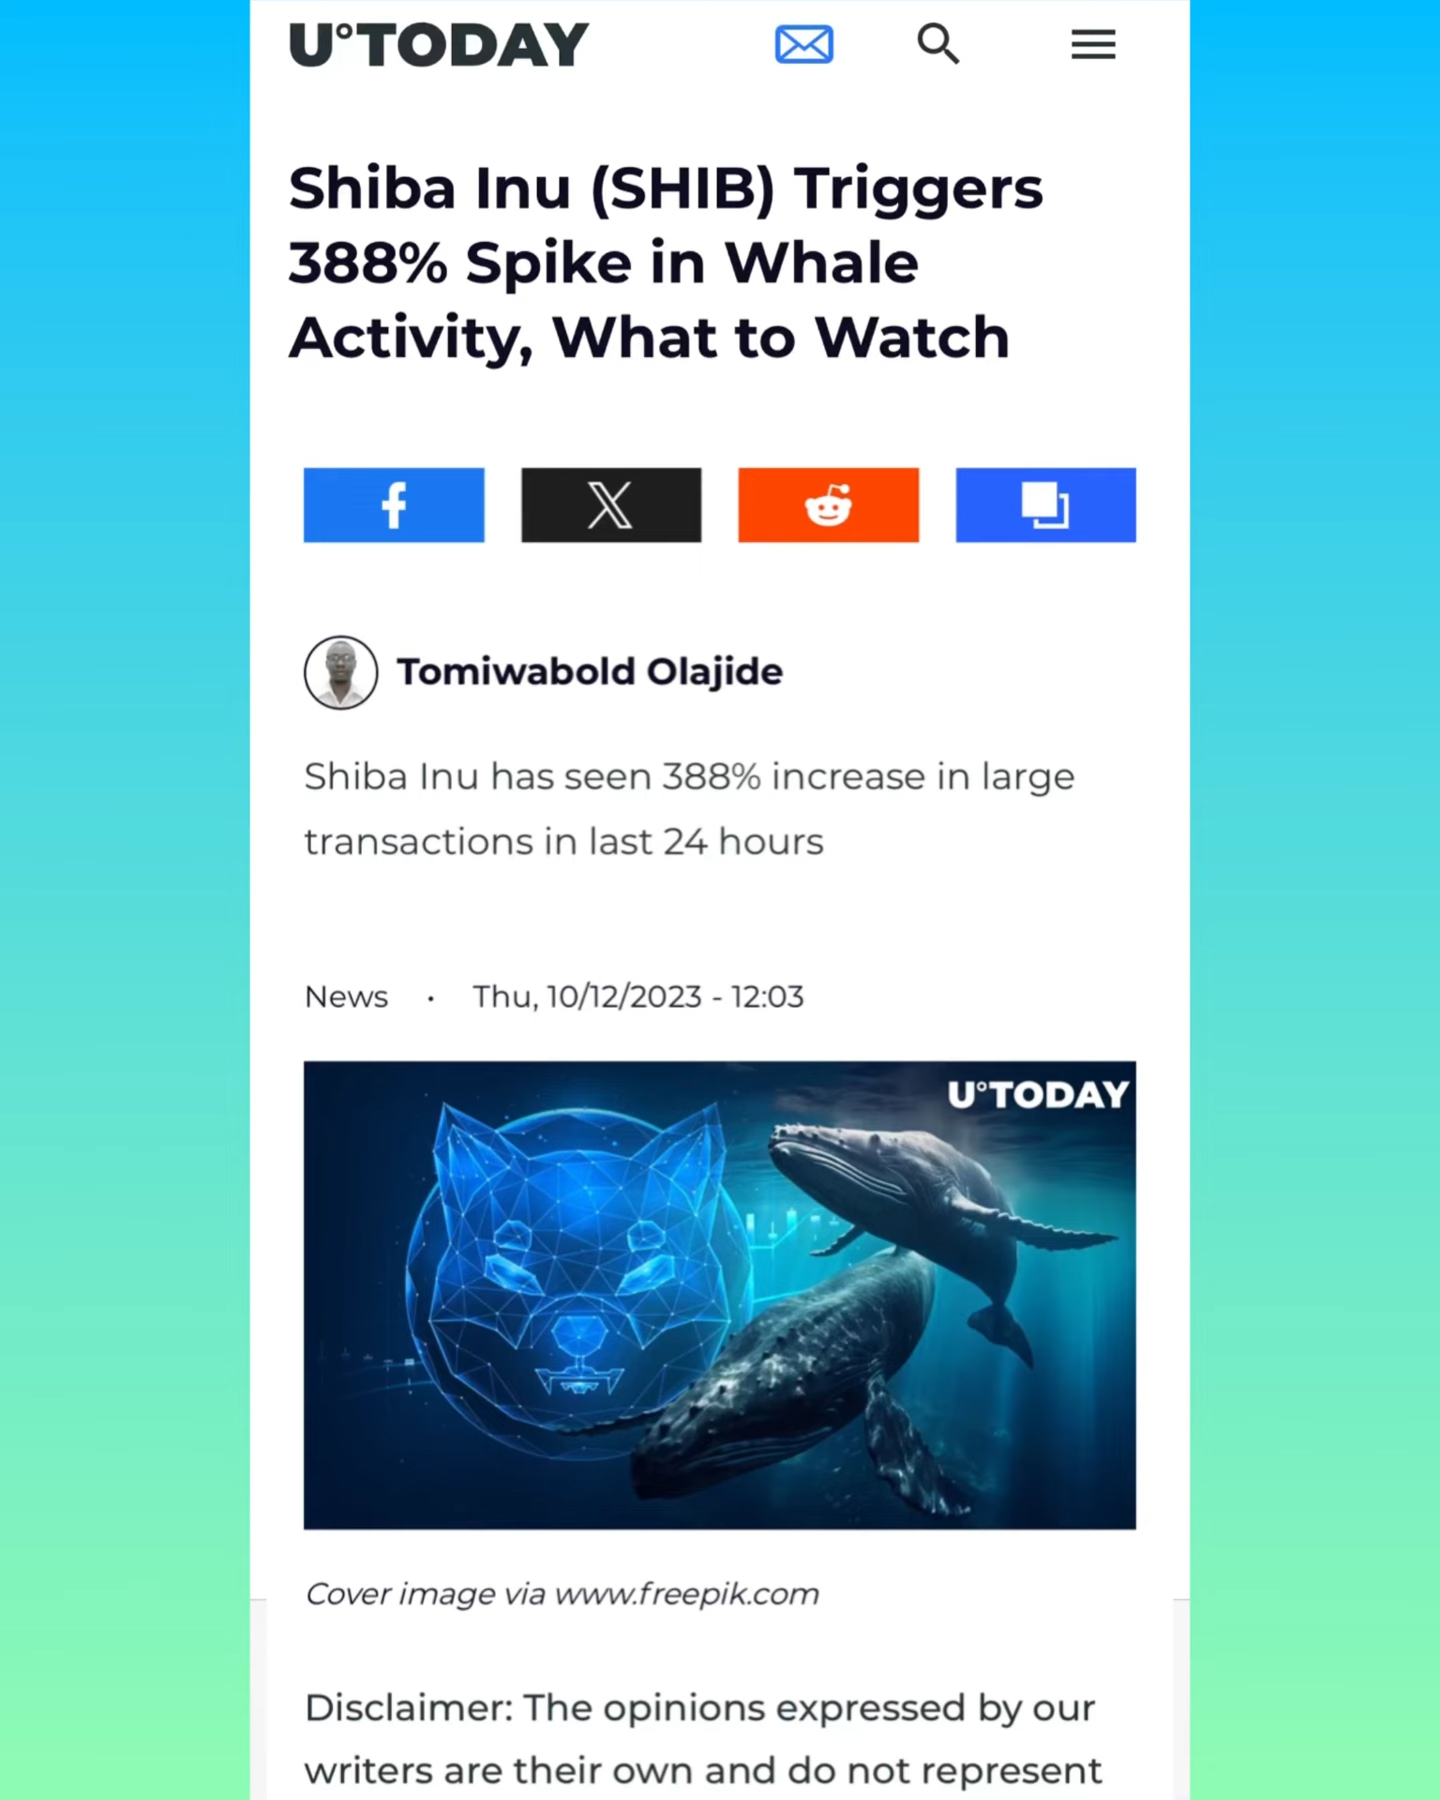 U°TODAY
Shiba Inu (SHIB) Triggers
388% Spike in Whale
Activity, What to Watch
Tomiwabold Olajide
Shiba Inu has seen 388% increase in large
transactions in last 24 hours
News • Thu, 10/12/2023 - 12:03
U°TODAY
Cover image via www.freepik.com
Disclaimer: The opinions expressed by our
writers are their own and do not represent